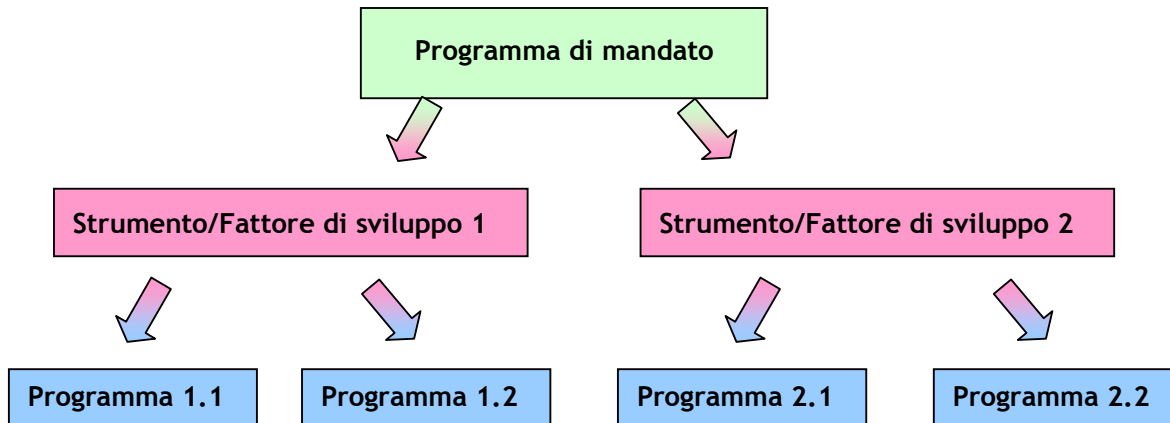 Programma di mandato
Strumento/Fattore di sviluppo 1
Strumento/Fattore di sviluppo 2
Programma 1.1
Programma 1.2
Programma 2.1
Programma 2.2